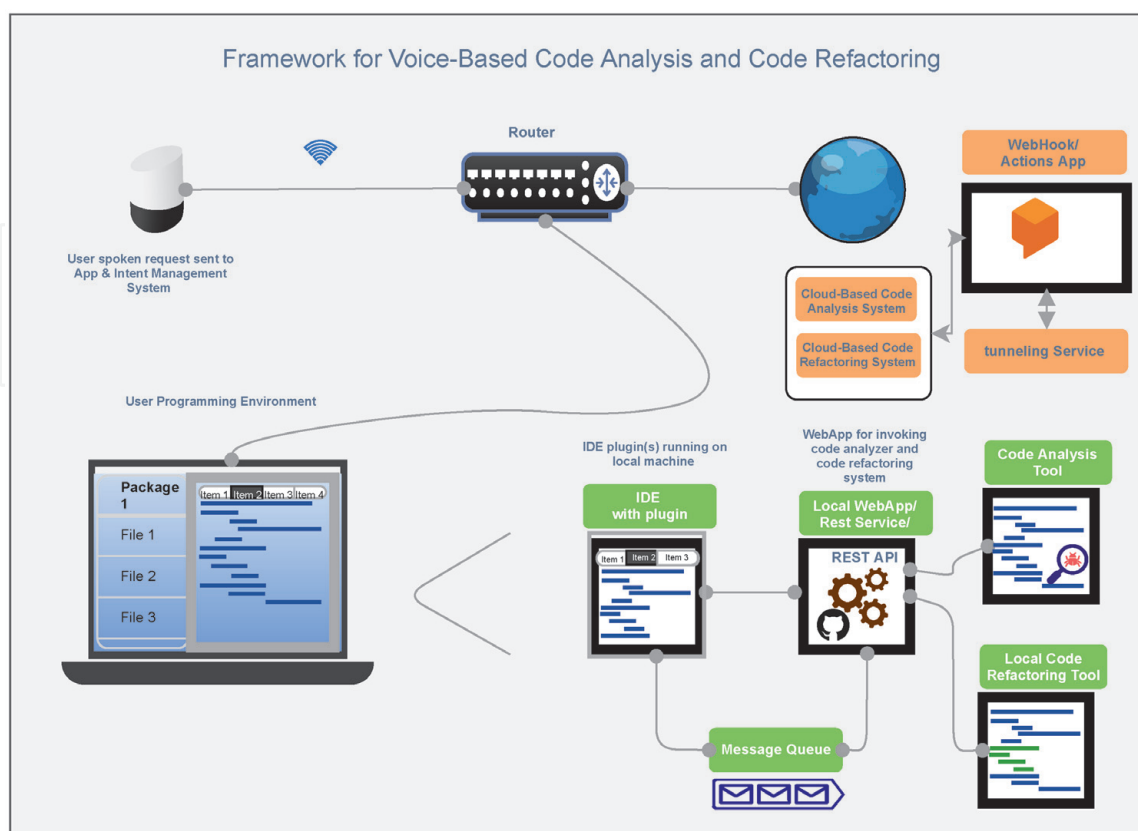 Framework for Voice-Based Code Analysis and Code Refactoring
Router
WebHook/
Actions App
User spoken request sent to
App & Intent Management
System
Cloud-Based Code
Analysis System
Cloud-Based Code
Refactoring System
tunneling Service
User Programming Environment
Package
1
File 1
File 2
File 3
Item 1 Item 2 Item 3 Item 4
IDE plugin(s) running on
local machine
IDE
with plugin
Item 1 Item 2 Item 3
WebApp for invoking
code analyzer and
code refactoring
system
Local WebApp/
Rest Service/
REST API
Code Analysis
Tool
Local Code
Refactoring Tool
Message Queue